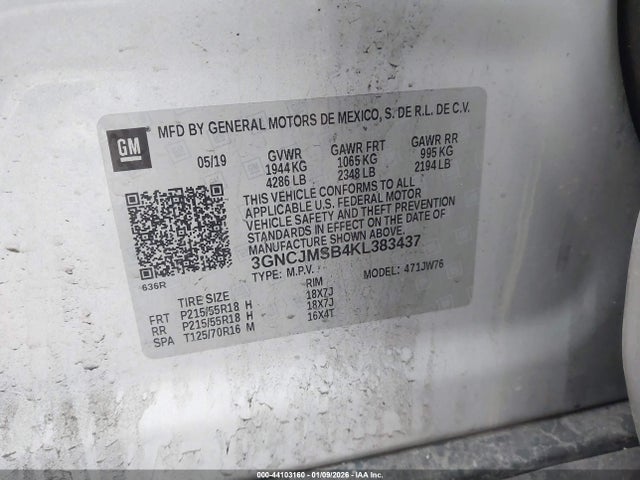 GM
MFD BY GENERAL MOTORS DE MEXICO, S. DE R.L. DE C.V.
05/19 GVWR GAWR FRT GAWR RR
1944 KG 1065 KG 995 KG
4286 LB 2348 LB 2194 LB
THIS VEHICLE CONFORMS TO ALL
APPLICABLE U.S. FEDERAL MOTOR
VEHICLE SAFETY AND THEFT PREVENTION
STANDARDS IN EFFECT ON THE DATE OF
MANUFACTURE SHOWN ABOVE.
3GNCJMSB4KL383437
636R
TYPE: M.P.V. MODEL: 471JW76
TIRE SIZE RIM
FRT P215/55R18 H 18X7J
RR P215/55R18 H 18X7J
SPA T125/70R16 M 16X4T
000-44103160 - 01/09/2026 - IAA Inc.